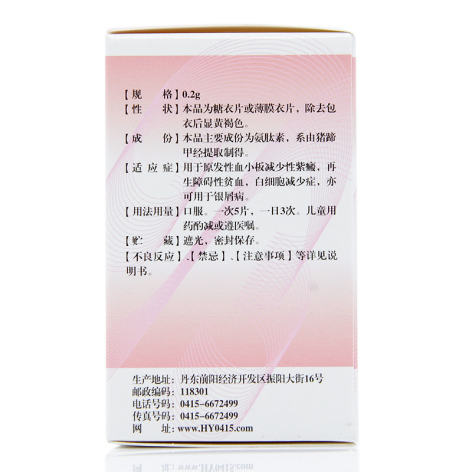 【规 格】0.2g
【性 状】本品为糖衣片或薄膜衣片，除去包
衣后显黄褐色。
【成 份】本品主要成份为氨肽素，系由猪蹄
甲经提取制得。
【适 应 症】用于原发性血小板减少性紫癜，再
生障碍性贫血，白细胞减少症，亦
可用于银屑病。
【用法用量】口服。一次5片，一日3次。儿童用
药酌减或遵医嘱。
【贮 藏】遮光，密封保存。
【不良反应】.【禁忌】.【注意事项】等详见说
明书。
生产地址：丹东前阳经济开发区振阳大街16号
邮政编码：118301
电话号码：0415-6672499
传真号码：0415-6672499
网 址：www.HY0415.com